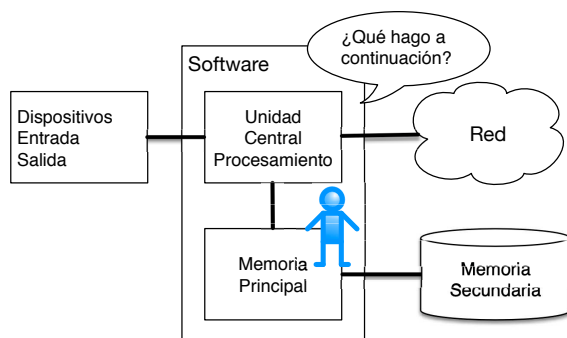 ¿Qué hago a
continuación?
Software
Dispositivos
Entrada
Salida
Unidad
Central
Procesamiento
Red
Memoria
Principal
Memoria
Secundaria